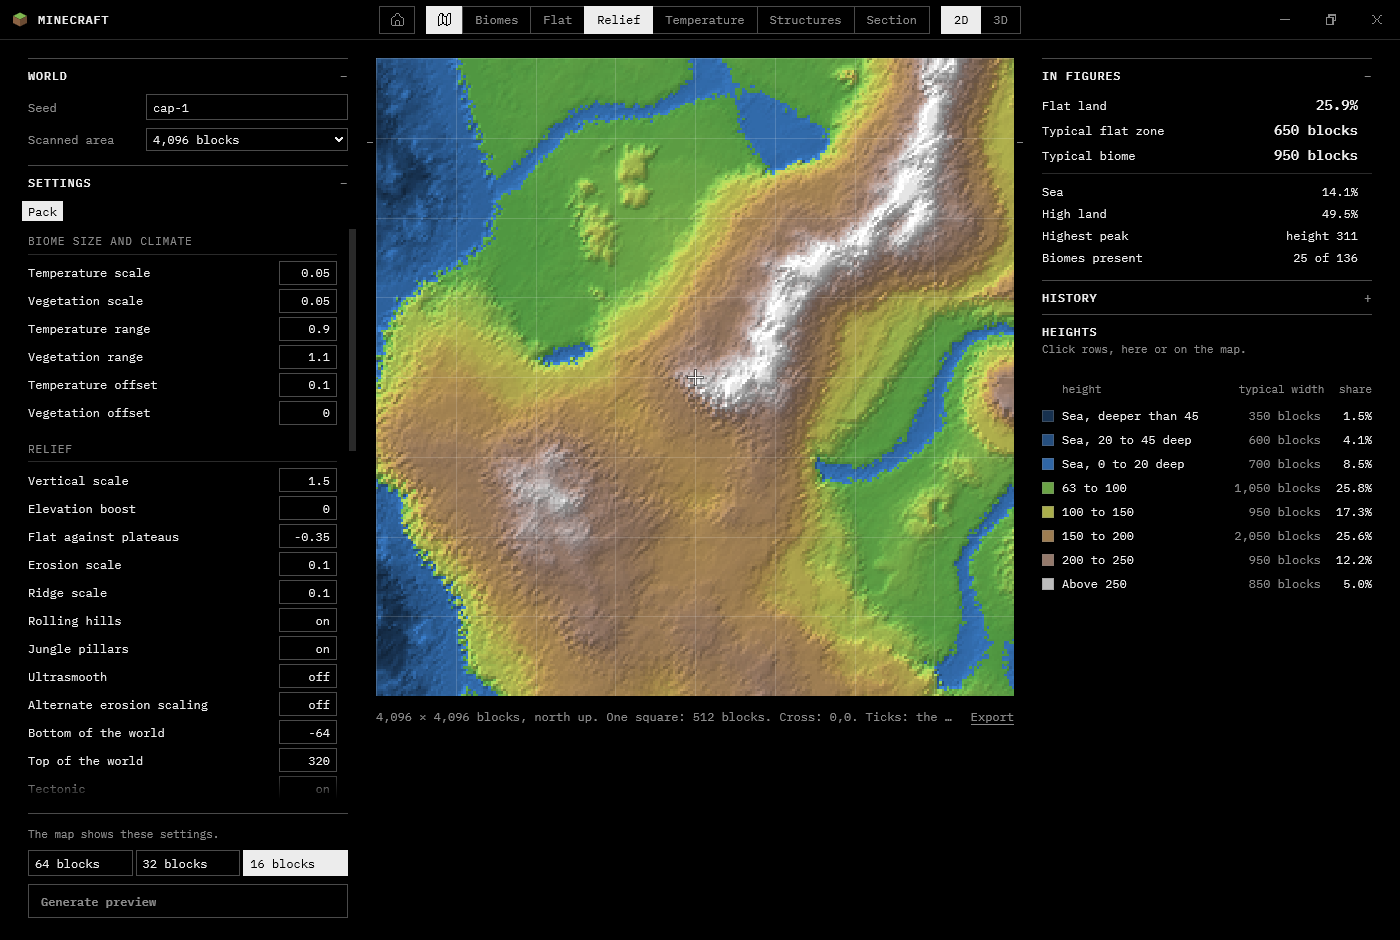 MINECRAFT
Biomes Flat Relief Temperature Structures Section 2D 3D
WORLD
Seed cap-1
Scanned area 4,096 blocks
SETTINGS
Pack
BIOME SIZE AND CLIMATE
Temperature scale 0.05
Vegetation scale 0.05
Temperature range 0.9
Vegetation range 1.1
Temperature offset 0.1
Vegetation offset 0
RELIEF
Vertical scale 1.5
Elevation boost 0
Flat against plateaus -0.35
Erosion scale 0.1
Ridge scale 0.1
Rolling hills on
Jungle pillars on
Ultrasmooth off
Alternate erosion scaling off
Bottom of the world -64
Top of the world 320
Tectonic on
The map shows these settings.
64 blocks 32 blocks 16 blocks
Generate preview
4,096 × 4,096 blocks, north up. One square: 512 blocks. Cross: 0,0. Ticks: the … Export
IN FIGURES
Flat land 25.9%
Typical flat zone 650 blocks
Typical biome 950 blocks
Sea 14.1%
High land 49.5%
Highest peak height 311
Biomes present 25 of 136
HISTORY
HEIGHTS
Click rows, here or on the map.
height typical width share
Sea, deeper than 45 350 blocks 1.5%
Sea, 20 to 45 deep 600 blocks 4.1%
Sea, 0 to 20 deep 700 blocks 8.5%
63 to 100 1,050 blocks 25.8%
100 to 150 950 blocks 17.3%
150 to 200 2,050 blocks 25.6%
200 to 250 950 blocks 12.2%
Above 250 850 blocks 5.0%